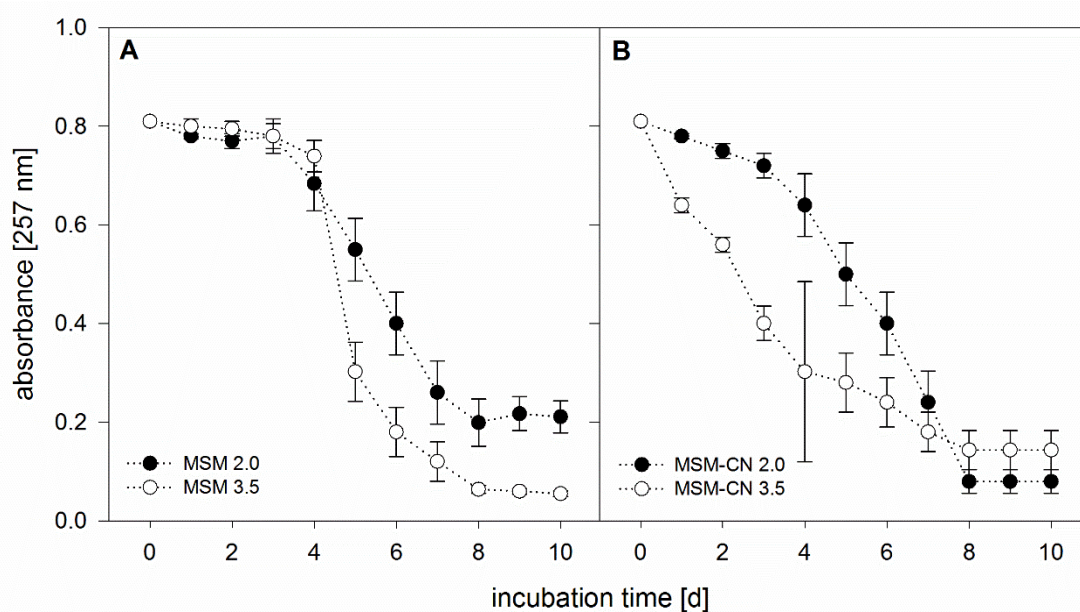 A
B
absorbance [257 nm]
1.0
0.8
0.6
0.4
0.2
0.0
MSM 2.0
MSM 3.5
MSM-CN 2.0
MSM-CN 3.5
0 2 4 6 8 10
0 2 4 6 8 10
incubation time [d]